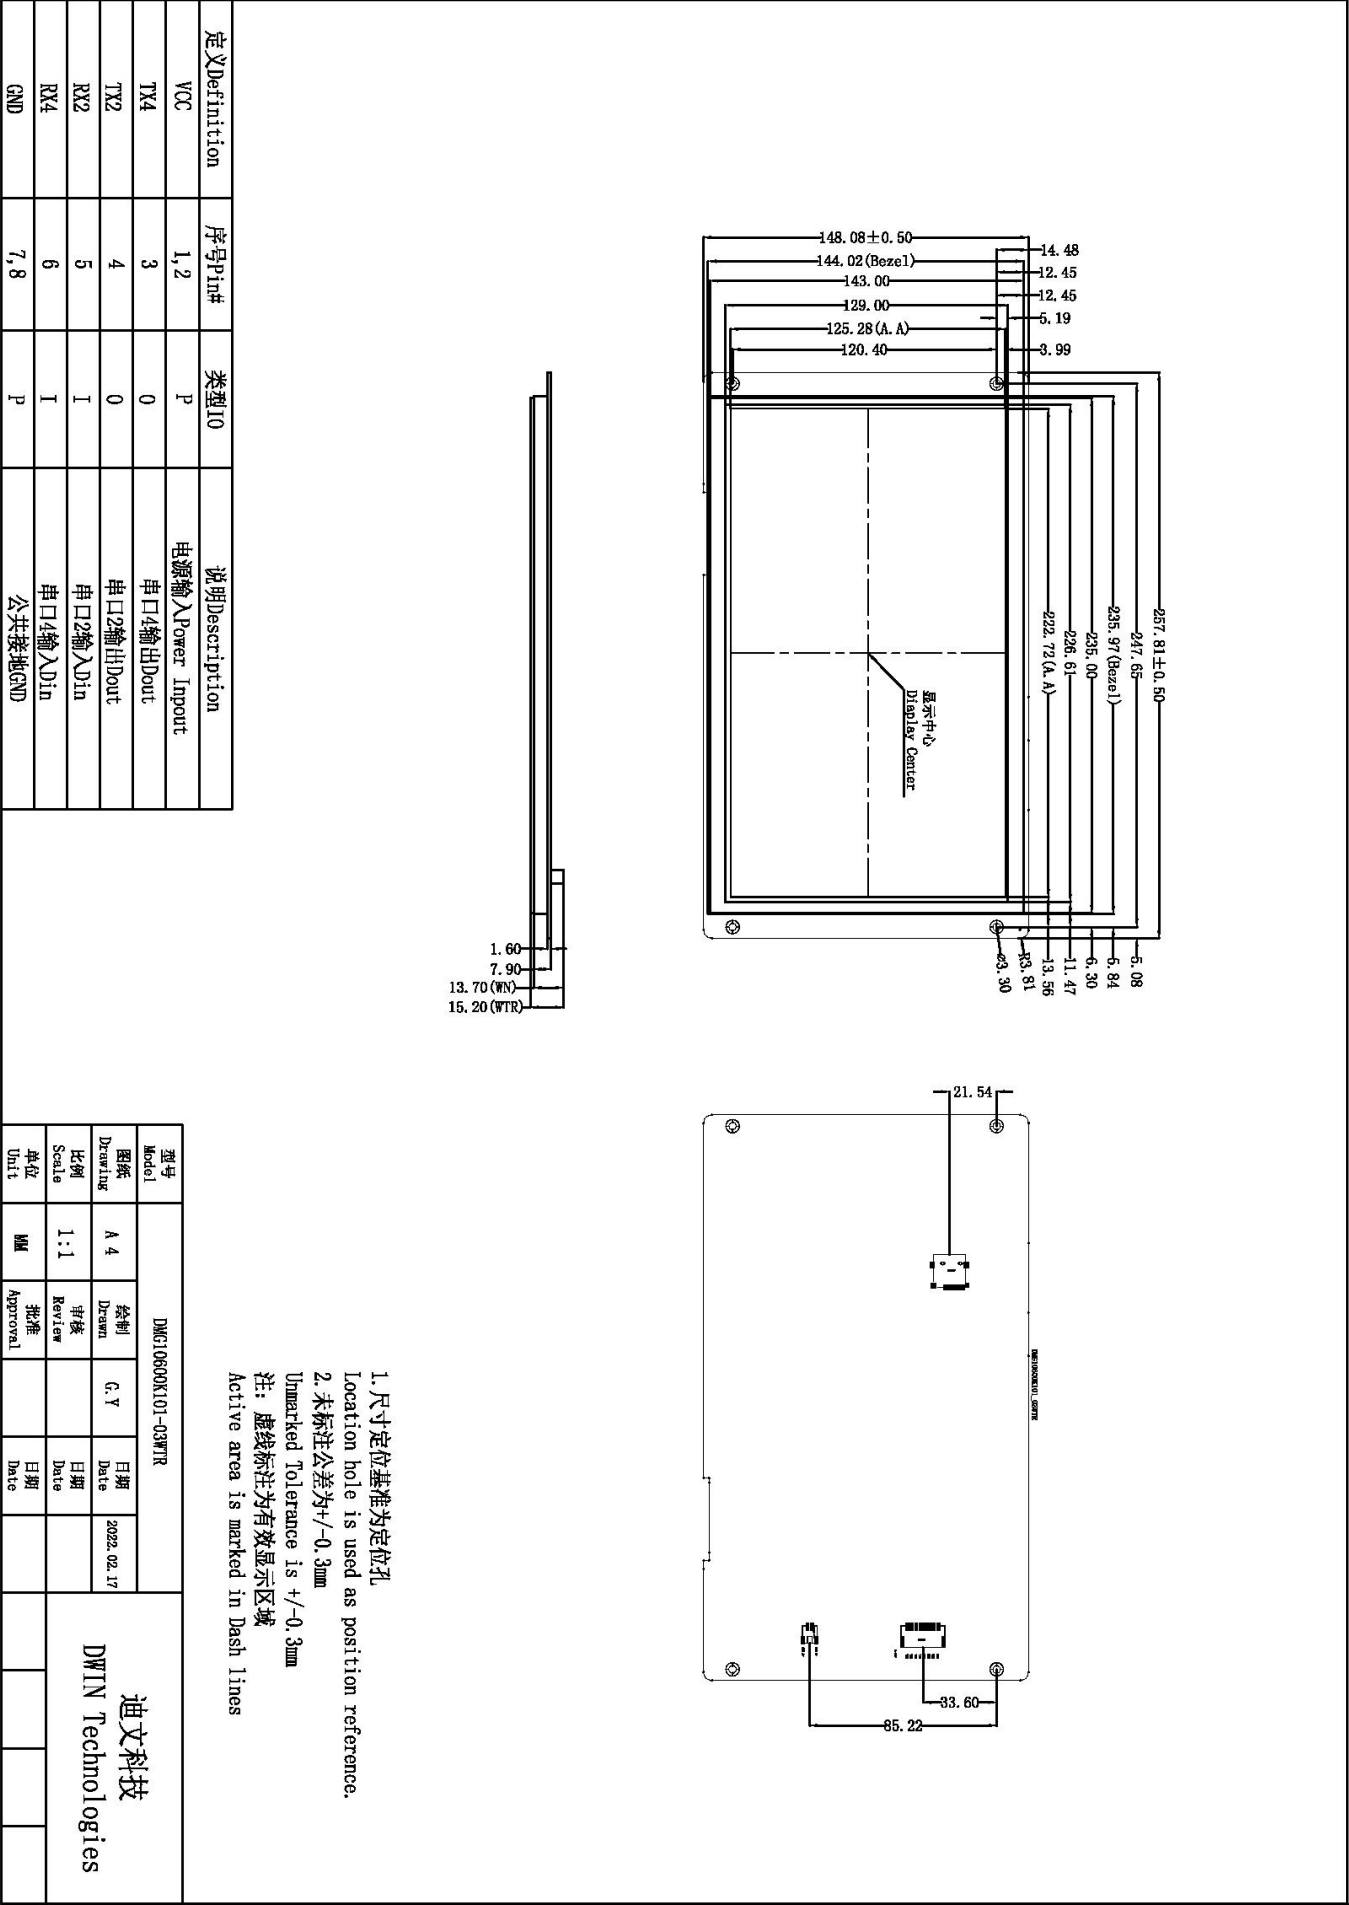 148.08±0.50
144.02(Bezel)
143.00
129.00
125.28(A.A)
120.40
14.48
12.45
12.45
5.19
3.99
257.81±0.50
247.65
235.97(Bezel)
235.00
226.61
222.72(A.A)
5.08
5.84
6.30
11.47
13.56
R3.81
ø3.30
显示中心
Diaplay Center
1.60
7.90
13.70(WN)
15.20(WTR)
21.54
33.60
85.22
DMG10600K101_03WTR
1.尺寸定位基准为定位孔
Location hole is used as position reference.
2.未标注公差为+/-0.3mm
Unmarked Tolerance is +/-0.3mm
注: 虚线标注为有效显示区域
Active area is marked in Dash lines
定义Definition 序号Pin# 类型IO 说明Description
VCC 1,2 P 电源输入Power Inpout
TX4 3 O 串口4输出Dout
TX2 4 O 串口2输出Dout
RX2 5 I 串口2输入Din
RX4 6 I 串口4输入Din
GND 7,8 P 公共接地GND
型号
Model
DMG10600K101-03WTR
图纸
Drawing
A 4
绘制
Drawn
G.Y
日期
Date
2022.02.17
比例
Scale
1:1
审核
Review
日期
Date
单位
Unit
MM
批准
Approval
日期
Date
迪文科技
DWIN Technologies